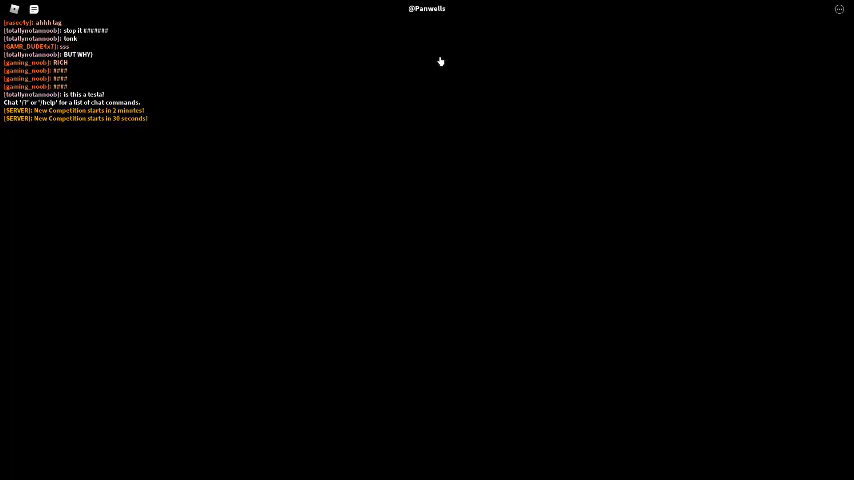 @Panwells
[rasec4y]: ahhh lag
[totallynotannoob]: stop it #######
[totallynotannoob]: tonk
[GAMR_DUDE4x7]: sss
[totallynotannoob]: BUT WHY}
[gaming_noob]: RICH
[gaming_noob]: ####
[gaming_noob]: ####
[gaming_noob]: ####
[totallynotannoob]: is this a tesla!
Chat '/?' or '/help' for a list of chat commands.
[SERVER]: New Competition starts in 2 minutes!
[SERVER]: New Competition starts in 30 seconds!